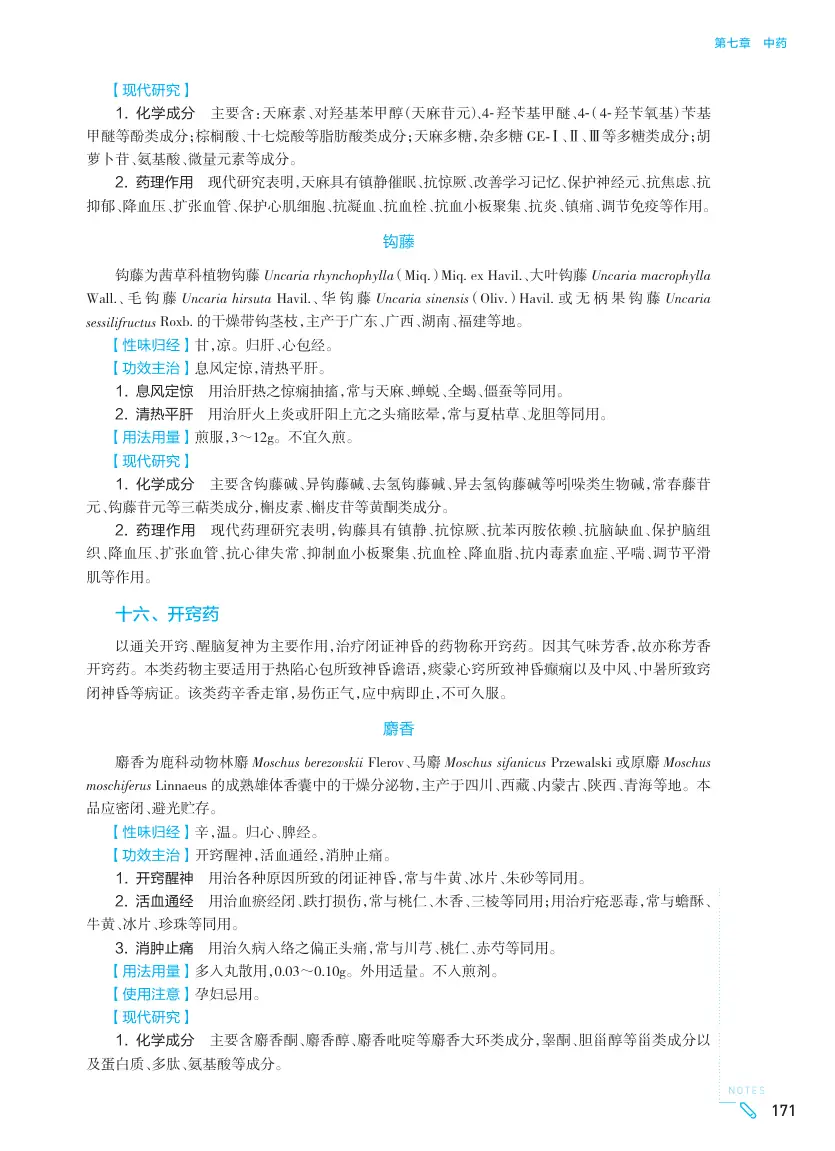 第七章　中药
【现代研究】
1. 化学成分　主要含：天麻素、对羟基苯甲醇（天麻苷元）、4- 羟苄基甲醚、4-（4- 羟苄氧基）苄基
甲醚等酚类成分；棕榈酸、十七烷酸等脂肪酸类成分；天麻多糖，杂多糖 GE-Ⅰ、Ⅱ、Ⅲ等多糖类成分；胡
萝卜苷、氨基酸、微量元素等成分。
2. 药理作用　现代研究表明，天麻具有镇静催眠、抗惊厥、改善学习记忆、保护神经元、抗焦虑、抗
抑郁、降血压、扩张血管、保护心肌细胞、抗凝血、抗血栓、抗血小板聚集、抗炎、镇痛、调节免疫等作用。
钩藤
钩藤为茜草科植物钩藤 Uncaria rhynchophylla（Miq.）Miq. ex Havil.、大叶钩藤 Uncaria macrophylla
Wall.、毛钩藤 Uncaria hirsuta Havil.、华钩藤 Uncaria sinensis（Oliv.）Havil. 或无柄果钩藤 Uncaria
sessilifructus Roxb. 的干燥带钩茎枝，主产于广东、广西、湖南、福建等地。
【性味归经】甘，凉。归肝、心包经。
【功效主治】息风定惊，清热平肝。
1. 息风定惊　用治肝热之惊痫抽搐，常与天麻、蝉蜕、全蝎、僵蚕等同用。
2. 清热平肝　用治肝火上炎或肝阳上亢之头痛眩晕，常与夏枯草、龙胆等同用。
【用法用量】煎服，3～12g。不宜久煎。
【现代研究】
1. 化学成分　主要含钩藤碱、异钩藤碱、去氢钩藤碱、异去氢钩藤碱等吲哚类生物碱，常春藤苷
元、钩藤苷元等三萜类成分，槲皮素、槲皮苷等黄酮类成分。
2. 药理作用　现代药理研究表明，钩藤具有镇静、抗惊厥、抗苯丙胺依赖、抗脑缺血、保护脑组
织、降血压、扩张血管、抗心律失常、抑制血小板聚集、抗血栓、降血脂、抗内毒素血症、平喘、调节平滑
肌等作用。
十六、开窍药
以通关开窍、醒脑复神为主要作用，治疗闭证神昏的药物称开窍药。因其气味芳香，故亦称芳香
开窍药。本类药物主要适用于热陷心包所致神昏谵语，痰蒙心窍所致神昏癫痫以及中风、中暑所致窍
闭神昏等病证。该类药辛香走窜，易伤正气，应中病即止，不可久服。
麝香
麝香为鹿科动物林麝 Moschus berezovskii Flerov、马麝 Moschus sifanicus Przewalski 或原麝 Moschus
moschiferus Linnaeus 的成熟雄体香囊中的干燥分泌物，主产于四川、西藏、内蒙古、陕西、青海等地。本
品应密闭、避光贮存。
【性味归经】辛，温。归心、脾经。
【功效主治】开窍醒神，活血通经，消肿止痛。
1. 开窍醒神　用治各种原因所致的闭证神昏，常与牛黄、冰片、朱砂等同用。
2. 活血通经　用治血瘀经闭、跌打损伤，常与桃仁、木香、三棱等同用；用治疔疮恶毒，常与蟾酥、
牛黄、冰片、珍珠等同用。
3. 消肿止痛　用治久病入络之偏正头痛，常与川芎、桃仁、赤芍等同用。
【用法用量】多入丸散用，0.03～0.10g。外用适量。不入煎剂。
【使用注意】孕妇忌用。
【现代研究】
1. 化学成分　主要含麝香酮、麝香醇、麝香吡啶等麝香大环类成分，睾酮、胆甾醇等甾类成分以
及蛋白质、多肽、氨基酸等成分。
NOTES
171